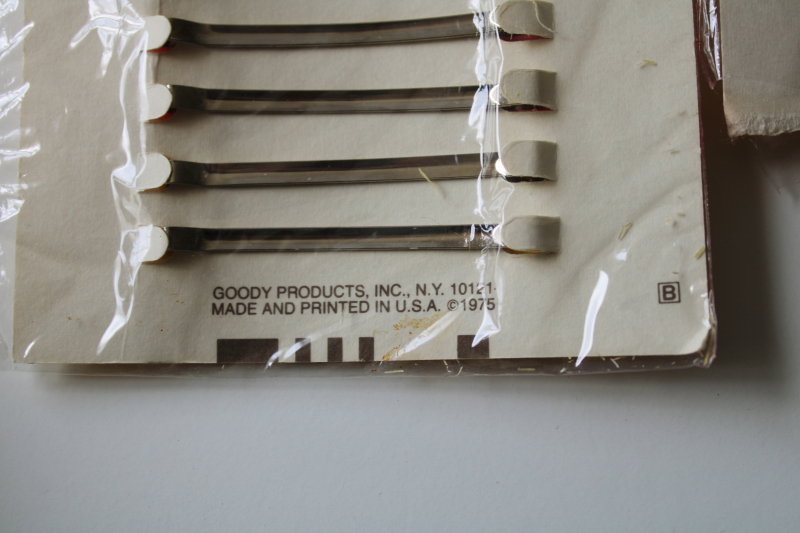 GOODY PRODUCTS, INC., N.Y. 10121
MADE AND PRINTED IN U.S.A. ©1975
B